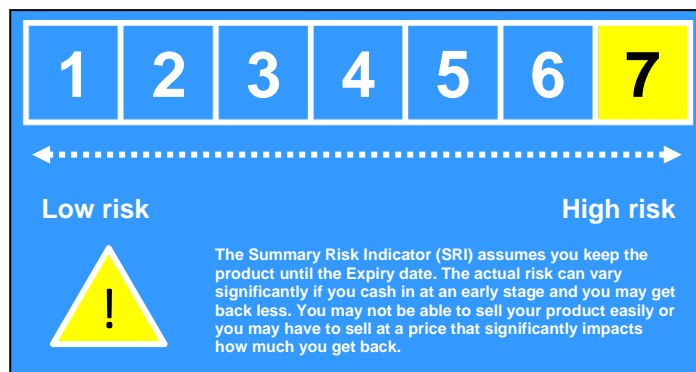 1 2 3 4 5 6 7
Low risk High risk
!
The Summary Risk Indicator (SRI) assumes you keep the
product until the Expiry date. The actual risk can vary
significantly if you cash in at an early stage and you may get
back less. You may not be able to sell your product easily or
you may have to sell at a price that significantly impacts
how much you get back.